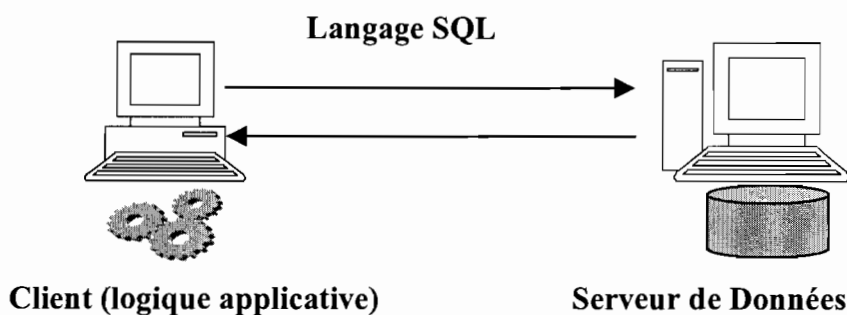 Langage SQL
Client (logique applicative)
Serveur de Données